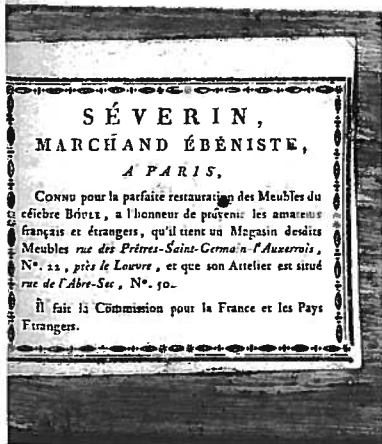 SÉVERIN,
MARCHAND ÉBÉNISTE,
A PARIS,
CONNU pour la parfaite restauration des Meubles du
célebre BOULE, a l'honneur de prévenir les amateurs
français et étrangers, qu'il tient un Magasin desdits
Meubles rue des Prêtres-Saint-Germain-l'Auxerrois,
N°. 22, près le Louvre, et que son Attelier est situé
rue de l'Abre-Sec, N°. 50.
Il fait la Commission pour la France et les Pays
Etrangers.